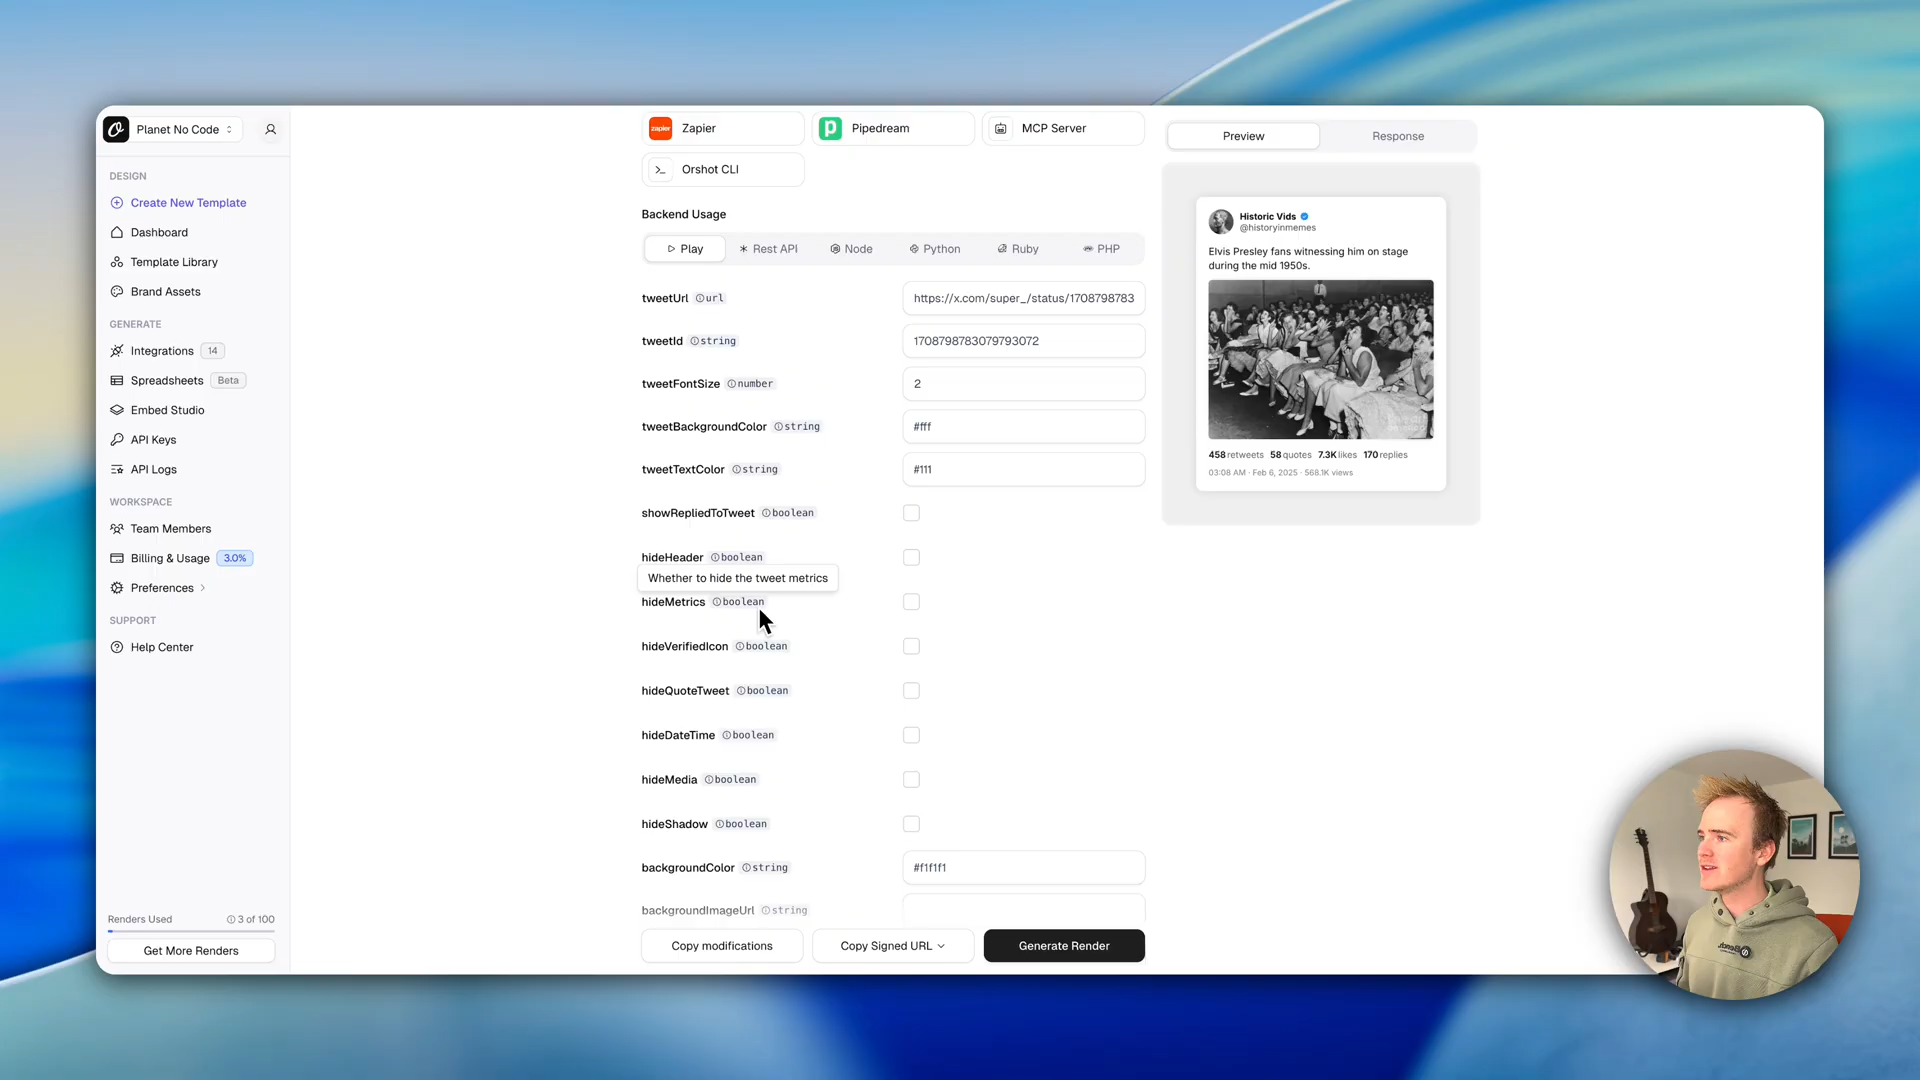 Planet No Code
DESIGN
Create New Template
Dashboard
Template Library
Brand Assets
GENERATE
Integrations 14
Spreadsheets Beta
Embed Studio
API Keys
API Logs
WORKSPACE
Team Members
Billing & Usage 3.0%
Preferences
SUPPORT
Help Center
Renders Used 3 of 100
Get More Renders
zapier Zapier
Pipedream
MCP Server
Orshot CLI
Backend Usage
Play
Rest API
Node
Python
Ruby
PHP
tweetUrl url https://x.com/super_/status/1708798783
tweetId string 1708798783079793072
tweetFontSize number 2
tweetBackgroundColor string #fff
tweetTextColor string #111
showRepliedToTweet boolean
hideHeader boolean
Whether to hide the tweet metrics
hideMetrics boolean
hideVerifiedIcon boolean
hideQuoteTweet boolean
hideDateTime boolean
hideMedia boolean
hideShadow boolean
backgroundColor string #f1f1f1
backgroundImageUrl string
Copy modifications
Copy Signed URL
Generate Render
Preview
Response
Historic Vids
@historyinmemes
Elvis Presley fans witnessing him on stage
during the mid 1950s.
458 retweets 58 quotes 7.3K likes 170 replies
03:08 AM · Feb 6, 2025 · 568.1K views